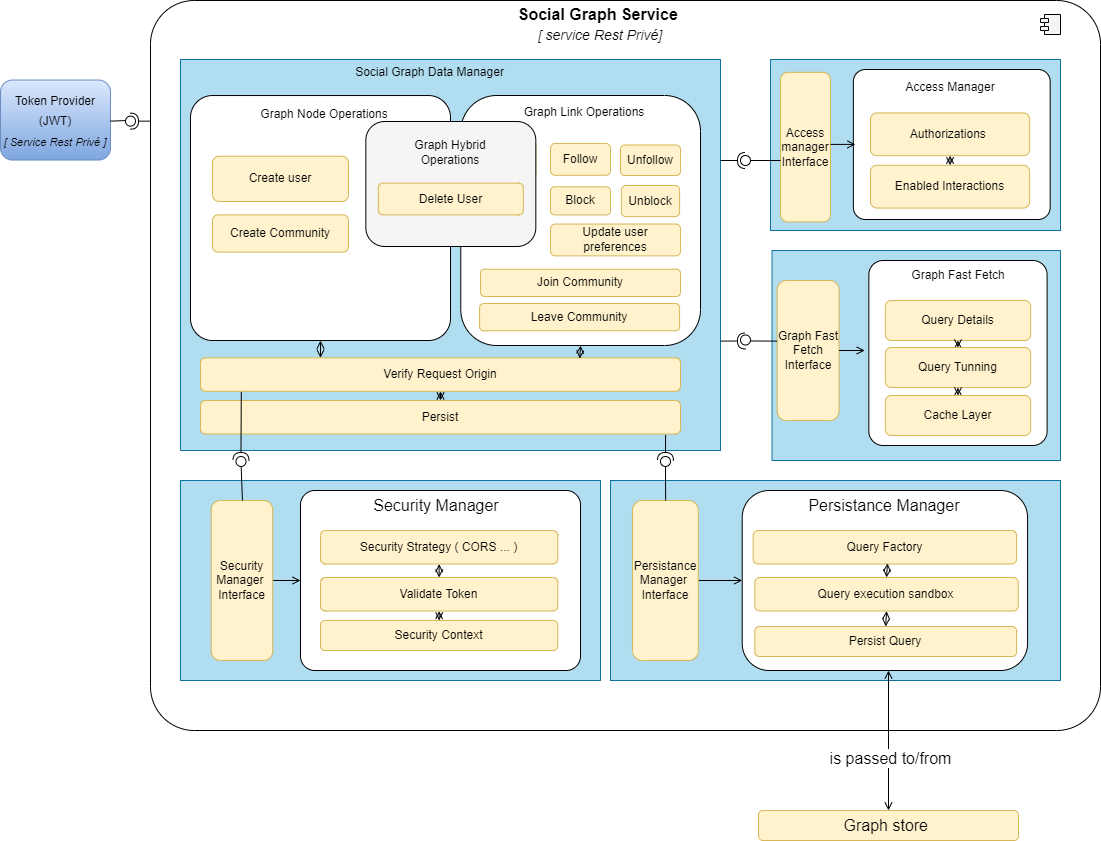 Social Graph Service
[ service Rest Privé]
Token Provider
(JWT)
[ Service Rest Privé ]
Social Graph Data Manager
Graph Node Operations
Create user
Create Community
Graph Hybrid
Operations
Delete User
Graph Link Operations
Follow
Unfollow
Block
Unblock
Update user
preferences
Join Community
Leave Community
Verify Request Origin
Persist
Access
manager
Interface
Access Manager
Authorizations
Enabled Interactions
Graph Fast
Fetch
Interface
Graph Fast Fetch
Query Details
Query Tunning
Cache Layer
Security
Manager
Interface
Security Manager
Security Strategy ( CORS ... )
Validate Token
Security Context
Persistance
Manager
Interface
Persistance Manager
Query Factory
Query execution sandbox
Persist Query
is passed to/from
Graph store